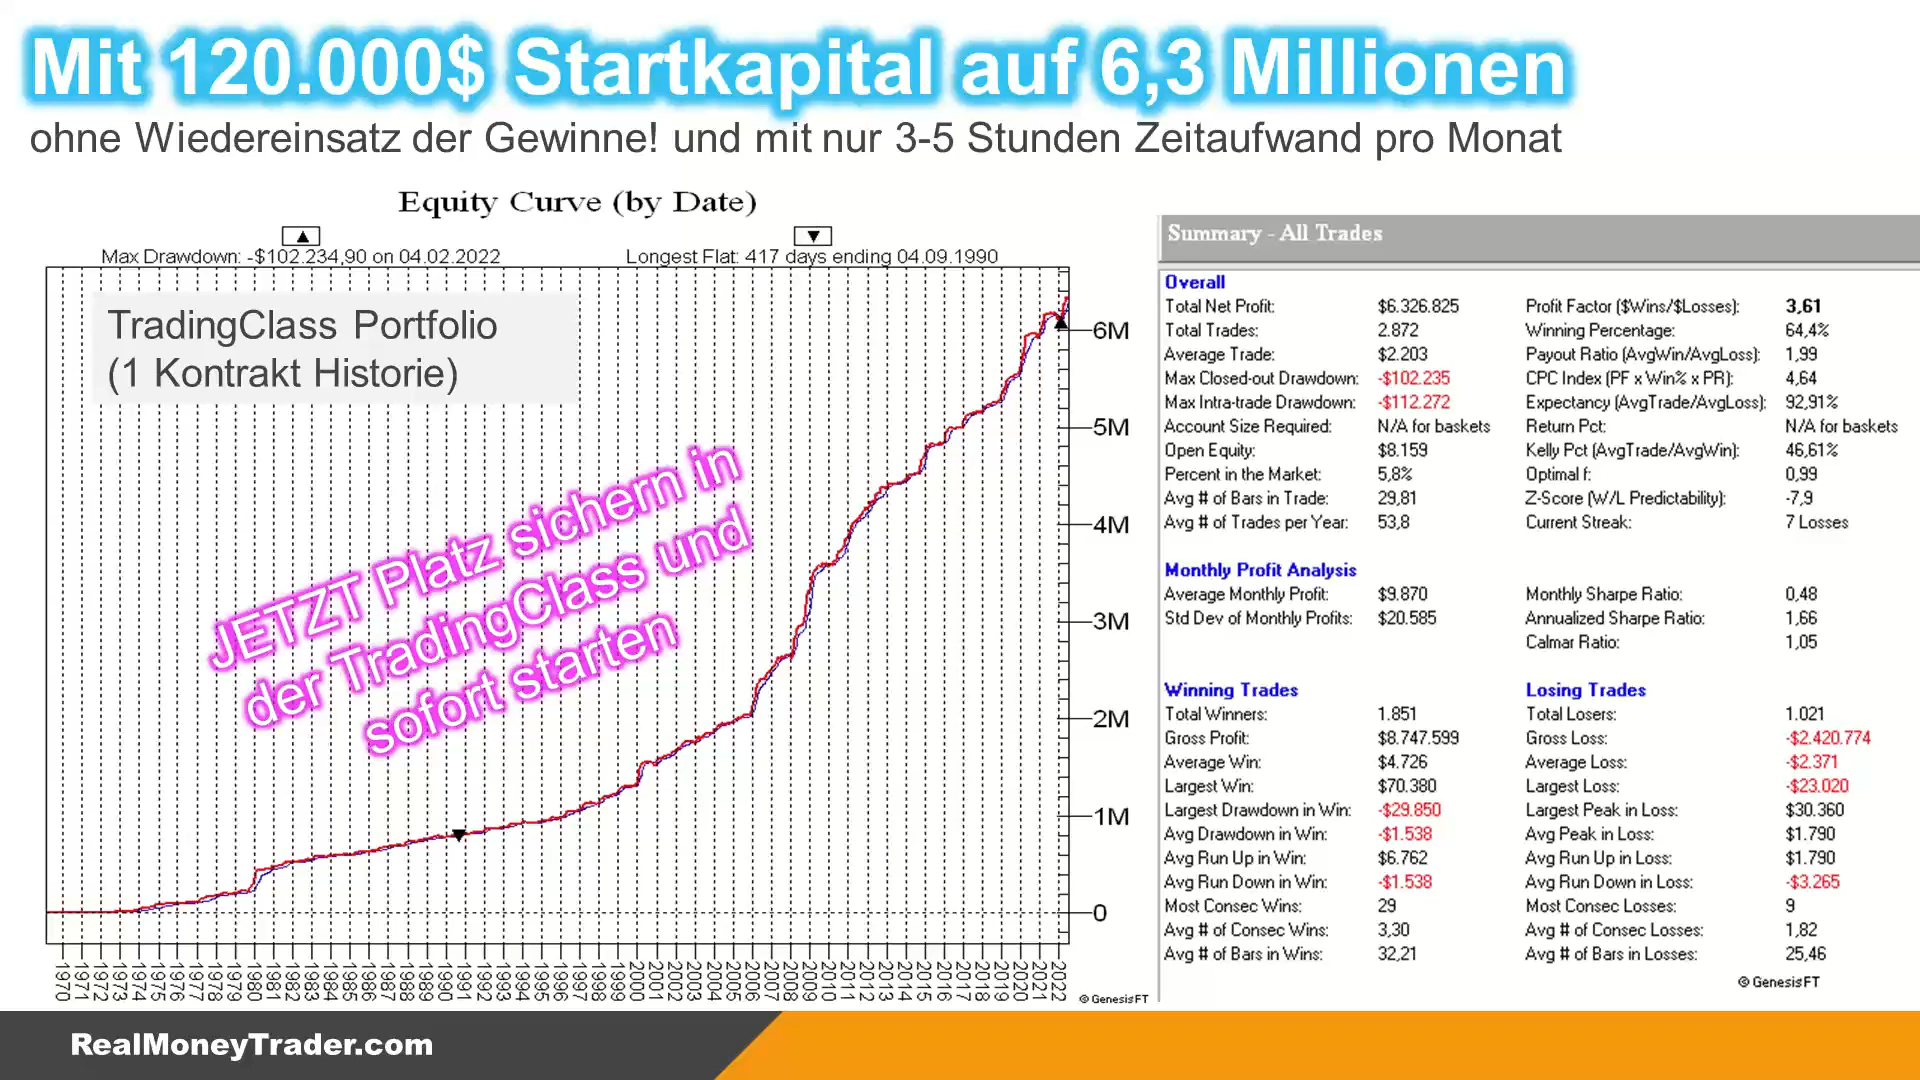 Mit 120.000$ Startkapital auf 6,3 Millionen
ohne Wiedereinsatz der Gewinne! und mit nur 3-5 Stunden Zeitaufwand pro Monat
Equity Curve (by Date)
▲
▼
Max Drawdown: -$102.234,90 on 04.02.2022
Longest Flat: 417 days ending 04.09.1990
TradingClass Portfolio
(1 Kontrakt Historie)
JETZT Platz sichern in
der TradingClass und
sofort starten
6M
5M
4M
3M
2M
1M
0
1970 1971 1972 1973 1974 1975 1976 1977 1978 1979 1980 1981 1982 1983 1984 1985 1986 1987 1988 1989 1990 1991 1992 1993 1994 1995 1996 1997 1998 1999 2000 2001 2002 2003 2004 2005 2006 2007 2008 2009 2010 2011 2012 2013 2014 2015 2016 2017 2018 2019 2020 2021 2022
© GenesisFT
Summary - All Trades
Overall
Total Net Profit: $6.326.825 Profit Factor ($Wins/$Losses): 3,61
Total Trades: 2.872 Winning Percentage: 64,4%
Average Trade: $2.203 Payout Ratio (AvgWin/AvgLoss): 1,99
Max Closed-out Drawdown: -$102.235 CPC Index (PF x Win% x PR): 4,64
Max Intra-trade Drawdown: -$112.272 Expectancy (AvgTrade/AvgLoss): 92,91%
Account Size Required: N/A for baskets Return Pct: N/A for baskets
Open Equity: $8.159 Kelly Pct (AvgTrade/AvgWin): 46,61%
Percent in the Market: 5,8% Optimal f: 0,99
Avg # of Bars in Trade: 29,81 Z-Score (W/L Predictability): -7,9
Avg # of Trades per Year: 53,8 Current Streak: 7 Losses
Monthly Profit Analysis
Average Monthly Profit: $9.870 Monthly Sharpe Ratio: 0,48
Std Dev of Monthly Profits: $20.585 Annualized Sharpe Ratio: 1,66
Calmar Ratio: 1,05
Winning Trades Losing Trades
Total Winners: 1.851 Total Losers: 1.021
Gross Profit: $8.747.599 Gross Loss: -$2.420.774
Average Win: $4.726 Average Loss: -$2.371
Largest Win: $70.380 Largest Loss: -$23.020
Largest Drawdown in Win: -$29.850 Largest Peak in Loss: $30.360
Avg Drawdown in Win: -$1.538 Avg Peak in Loss: $1.790
Avg Run Up in Win: $6.762 Avg Run Up in Loss: $1.790
Avg Run Down in Win: -$1.538 Avg Run Down in Loss: -$3.265
Most Consec Wins: 29 Most Consec Losses: 9
Avg # of Consec Wins: 3,30 Avg # of Consec Losses: 1,82
Avg # of Bars in Wins: 32,21 Avg # of Bars in Losses: 25,46
© GenesisFT
RealMoneyTrader.com